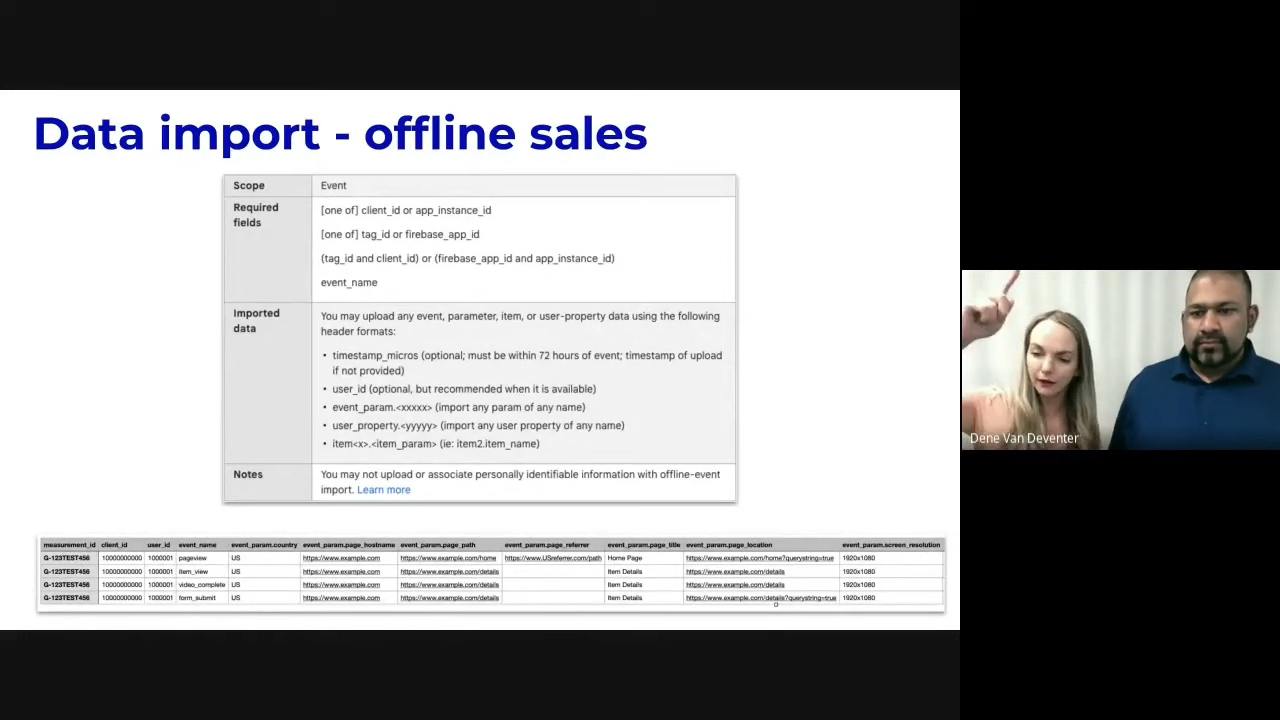 Data import - offline sales
Scope
Event
Required
fields
[one of] client_id or app_instance_id
[one of] tag_id or firebase_app_id
(tag_id and client_id) or (firebase_app_id and app_instance_id)
event_name
Imported
data
You may upload any event, parameter, item, or user-property data using the following
header formats:
• timestamp_micros (optional; must be within 72 hours of event; timestamp of upload
if not provided)
• user_id (optional, but recommended when it is available)
• event_param.<xxxxx> (import any param of any name)
• user_property.<yyyyy> (import any user property of any name)
• item<x>.<item_param> (ie: item2.item_name)
Notes
You may not upload or associate personally identifiable information with offline-event
import. Learn more
measurement_id client_id user_id event_name event_param.country event_param.page_hostname event_param.page_path event_param.page_referrer event_param.page_title event_param.page_location event_param.screen_resolution
G-123TEST456 10000000000 1000001 pageview US https://www.example.com https://www.example.com/home https://www.USreferrer.com/path Home Page https://www.example.com/home?querystring=true 1920x1080
G-123TEST456 10000000000 1000001 item_view US https://www.example.com https://www.example.com/details Item Details https://www.example.com/details 1920x1080
G-123TEST456 10000000000 1000001 video_complete US https://www.example.com https://www.example.com/details Item Details https://www.example.com/details 1920x1080
G-123TEST456 10000000000 1000001 form_submit US https://www.example.com https://www.example.com/details Item Details https://www.example.com/details?querystring=true 1920x1080
Dene Van Deventer